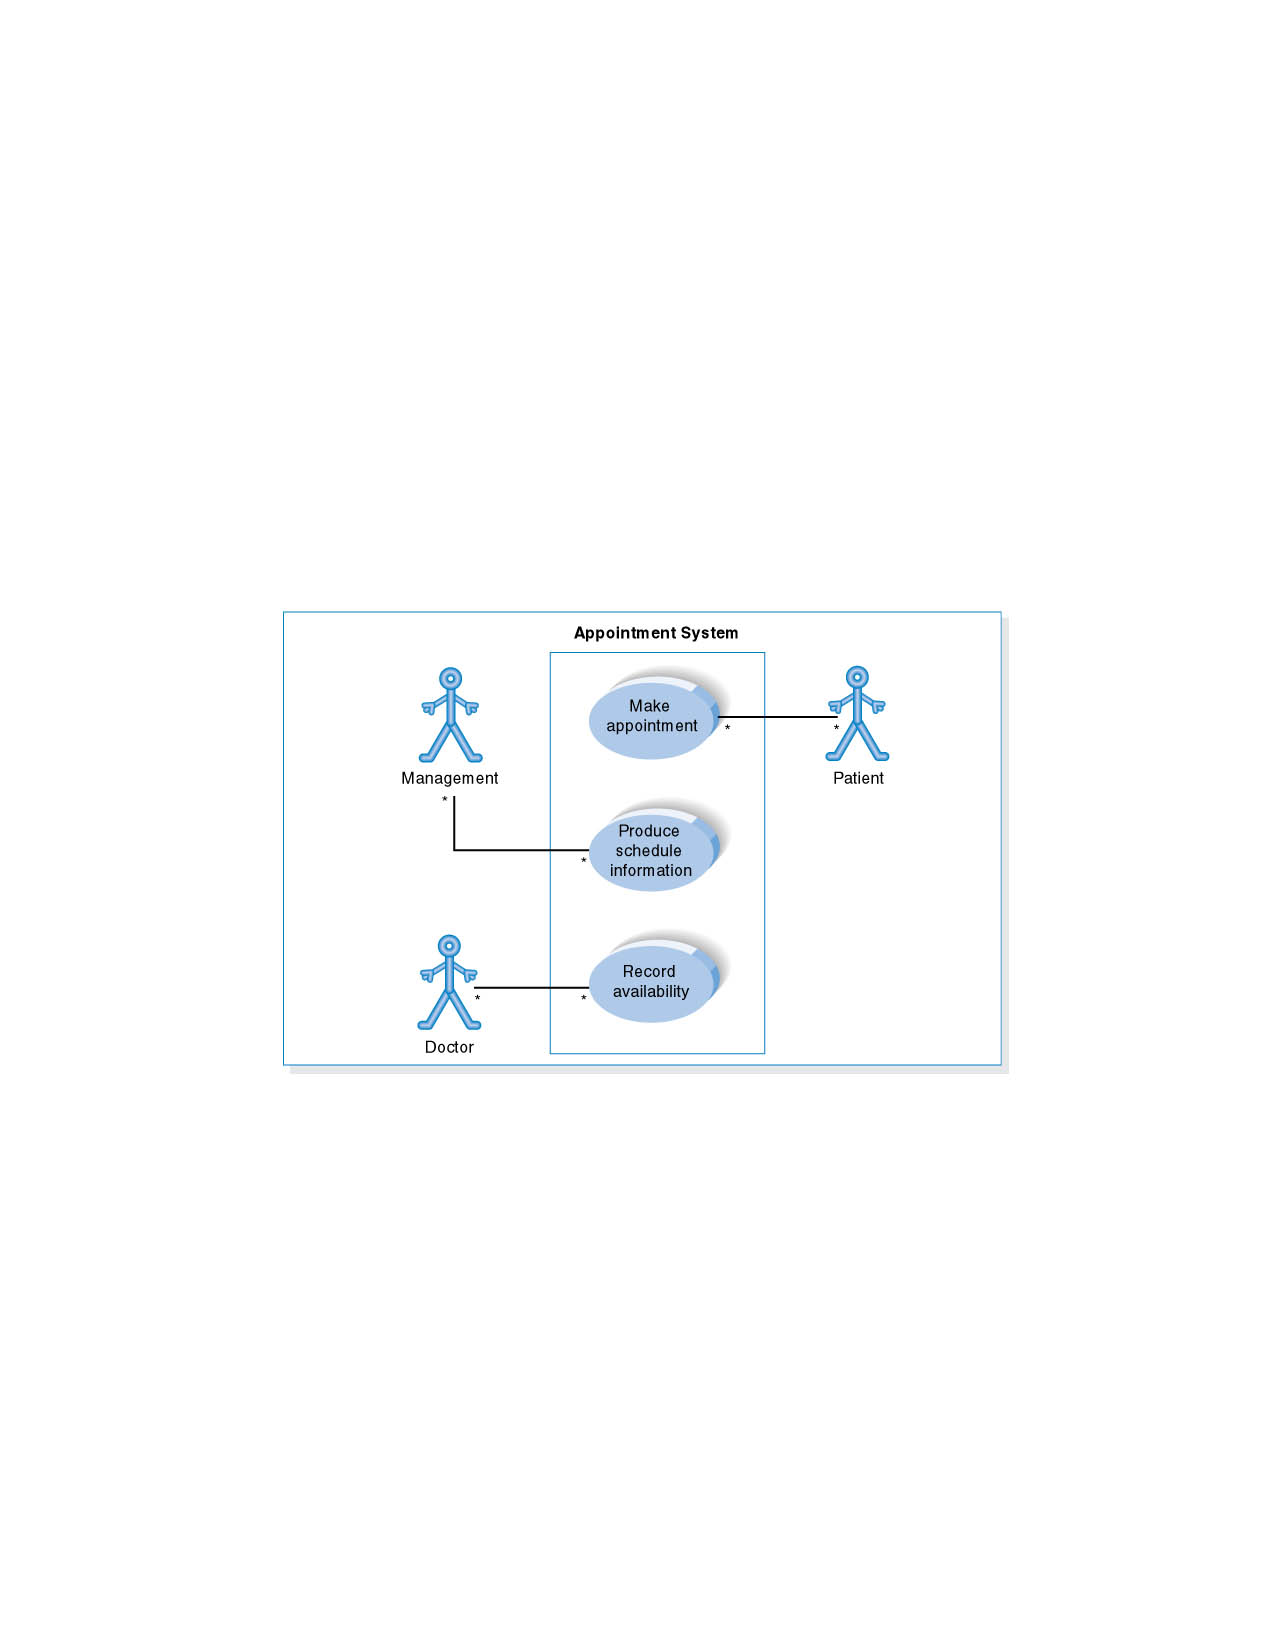 Appointment System
Make
appointment
*
*
Management
Patient
*
Produce
schedule
information
*
Record
availability
*
*
Doctor